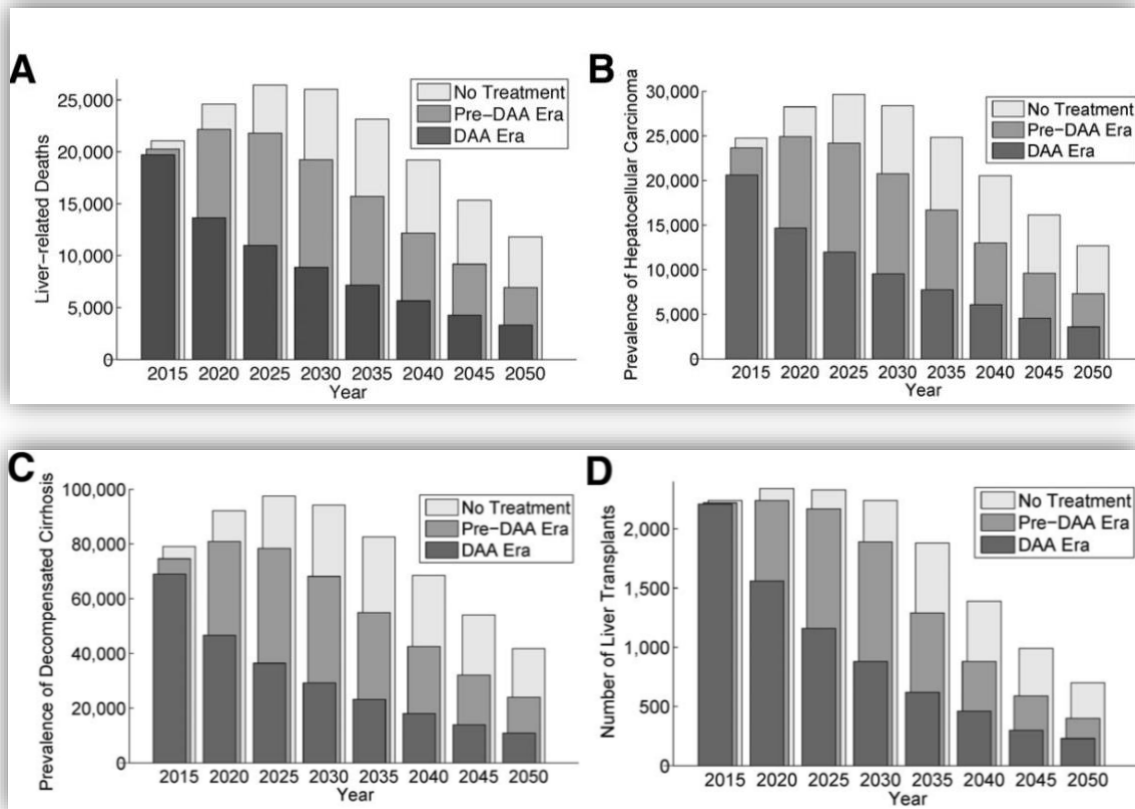 A
Liver-related Deaths
25,000
20,000
15,000
10,000
5,000
0
No Treatment
Pre-DAA Era
DAA Era
2015 2020 2025 2030 2035 2040 2045 2050
Year
B
Prevalence of Hepatocellular Carcinoma
30,000
25,000
20,000
15,000
10,000
5,000
0
No Treatment
Pre-DAA Era
DAA Era
2015 2020 2025 2030 2035 2040 2045 2050
Year
C
Prevalence of Decompensated Cirrhosis
100,000
80,000
60,000
40,000
20,000
0
No Treatment
Pre-DAA Era
DAA Era
2015 2020 2025 2030 2035 2040 2045 2050
Year
D
Number of Liver Transplants
2,000
1,500
1,000
500
0
No Treatment
Pre-DAA Era
DAA Era
2015 2020 2025 2030 2035 2040 2045 2050
Year